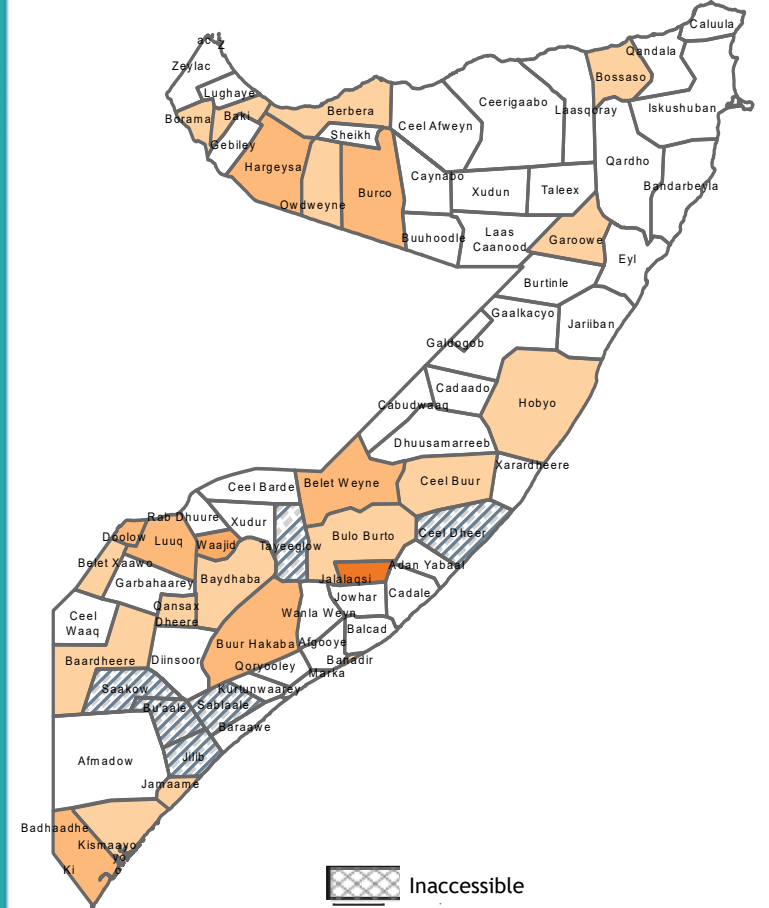 Caluula
ac
Z
Qandala
Zeylac
Bossaso
Lughaye
Ceerigaabo
Iskushuban
Berbera
Laasqoray
Borama
Baki
Ceel Afweyn
Sheikh
Gebiley
Qardho
Hargeysa
Caynabo
Bandarbeyla
Burco
Xudun
Taleex
Owdweyne
Laas
Caanood
Buuhoodle
Garoowe
Eyl
Burtinle
Gaalkacyo
Jariiban
Galdogob
Cadaado
Cabudwaaq
Hobyo
Dhuusamarreeb
Xarardheere
Belet Weyne
Ceel Buur
Ceel Barde
Rab Dhuure
Xudur
Doolow
Luuq
Waajid
Tayeeglow
Bulo Burto
Ceel Dheer
Belet Xaawo
Adan Yabaal
Garbahaarey
Baydhaba
Jalalaqsi
Jowhar
Cadale
Qansax
Dheere
Wanla Weyn
Ceel
Waaq
Balcad
Buur Hakaba
Afgooye
Baardheere
Diinsoor
Qoryooley
Banadir
Marka
Saakow
Kurtunwaarey
Bu'aale
Sablaale
Baraawe
Afmadow
Jilib
Jamaame
Badhaadhe
Kismaayo
yo
o
Ki
Inaccessible